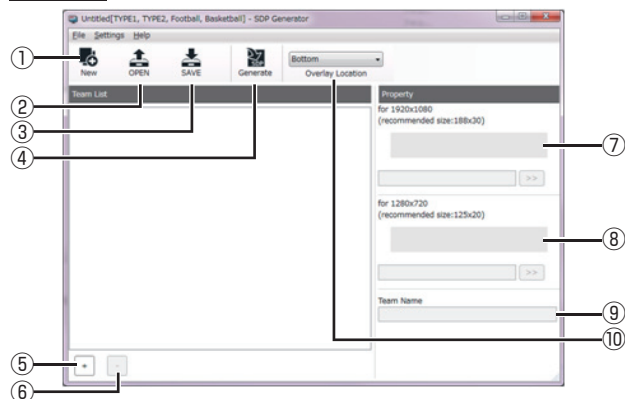 Untitled[TYPE1, TYPE2, Football, Basketball] - SDP Generator
File Settings Help
① New
② OPEN
③ SAVE
④ Generate
Bottom
Overlay Location
Team List
Property
for 1920x1080
(recommended size:188x30)
⑦
>>
for 1280x720
(recommended size:125x20)
⑧
>>
Team Name
⑨
⑩
⑤ +
⑥ -